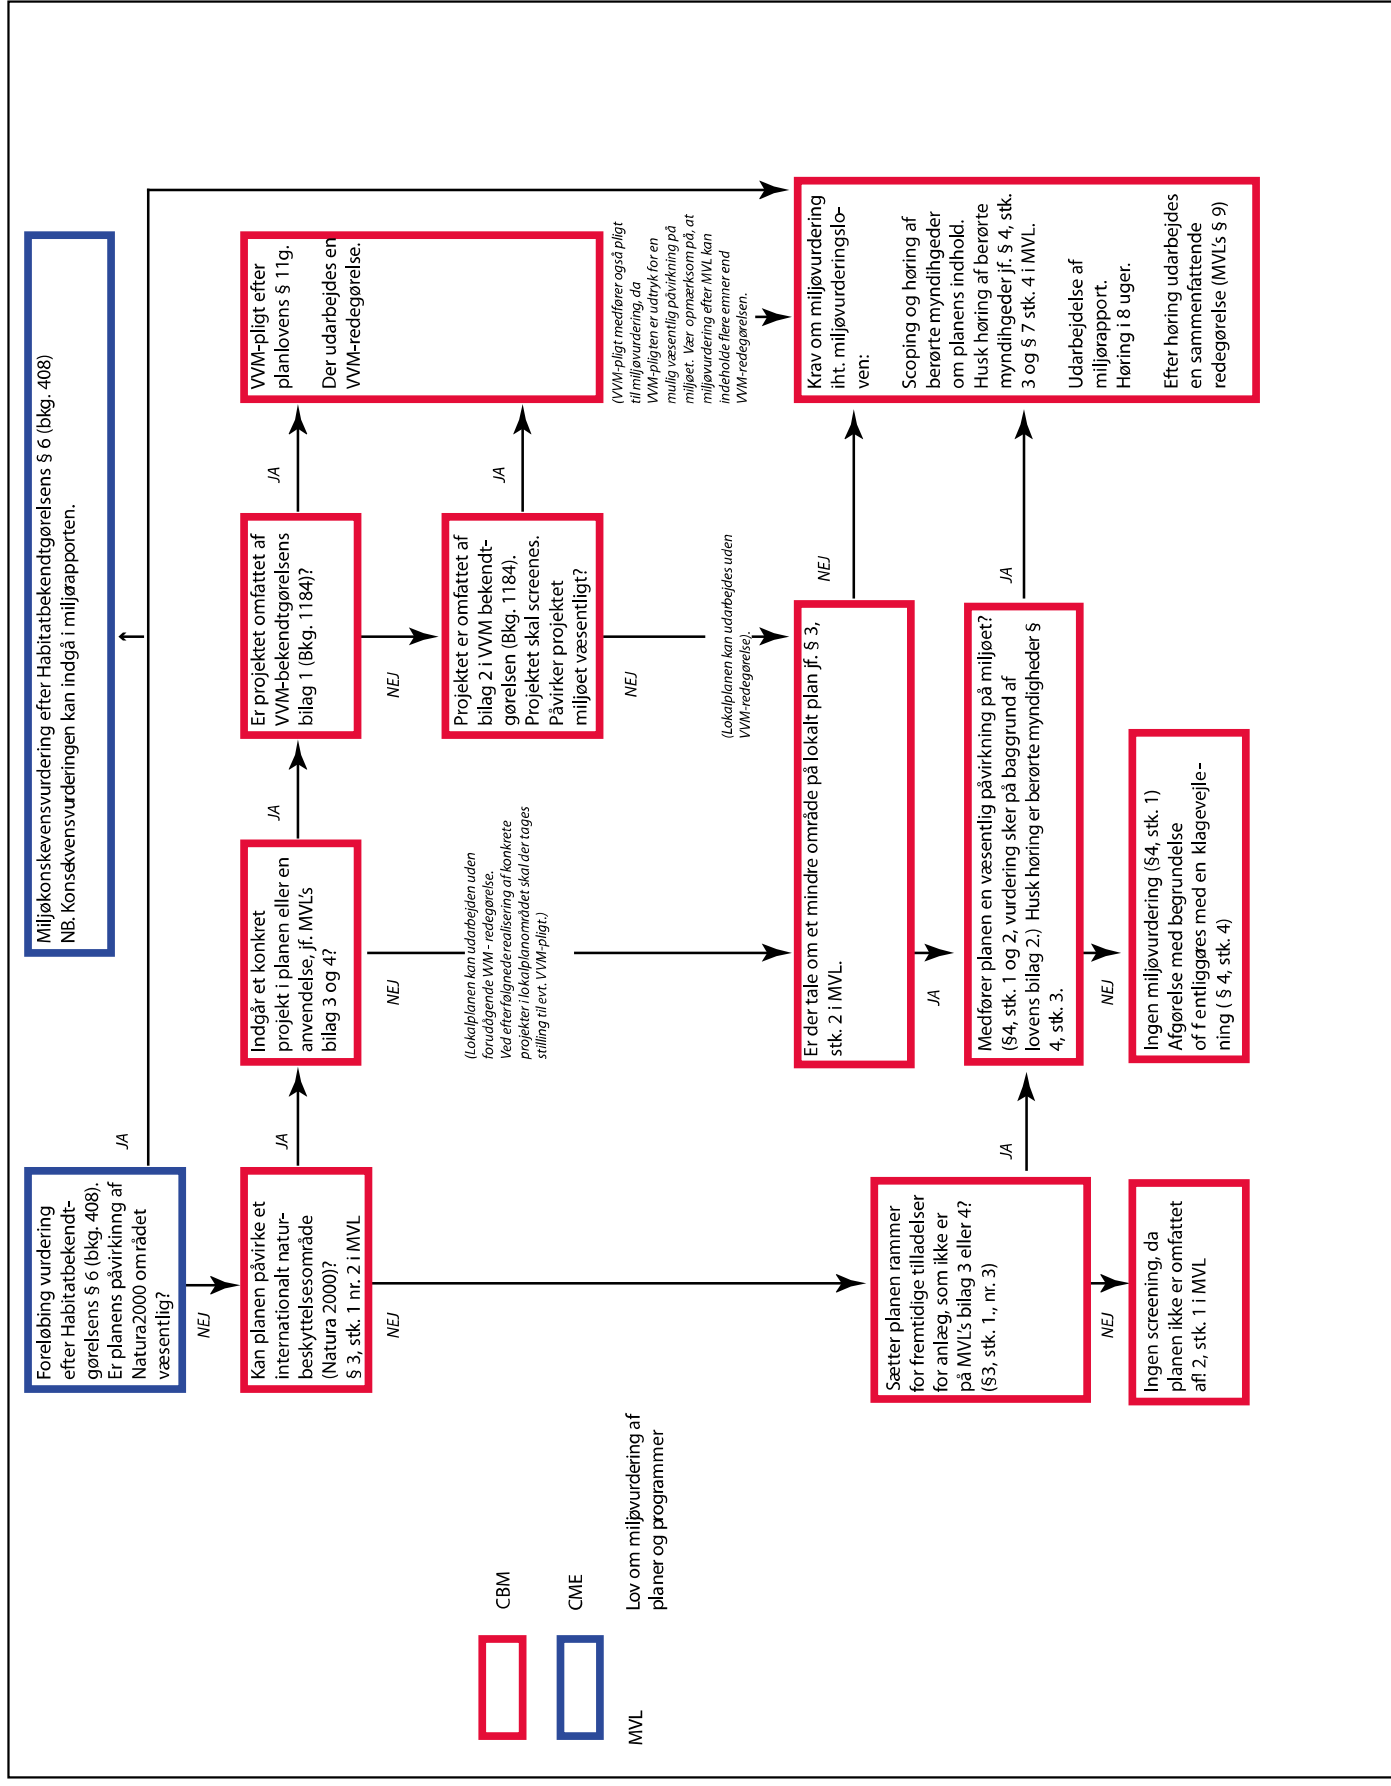 Foreløbing vurdering
efter Habitatbekendt-
gørelsens § 6 (bkg. 408).
Er planens påvirkinng af
Natura2000 området
væsentlig?
JA
Miljøkonskevensvurdering efter Habitatbekendtgørelsens § 6 (bkg. 408)
NB. Konsekvensvurderingen kan indgå i miljørapporten.
NEJ
Kan planen påvirke et
internationalt natur-
beskyttelsesområde
(Natura 2000)?
§ 3, stk. 1 nr. 2 i MVL
JA
Indgår et konkret
projekt i planen eller en
anvendelse, jf. MVL's
bilag 3 og 4?
JA
Er projektet omfattet af
VVM-bekendtgørelsens
bilag 1 (Bkg. 1184)?
JA
VVM-pligt efter
planlovens § 11g.
Der udarbejdes en
VVM-redegørelse.
NEJ
NEJ
NEJ
Projektet er omfattet af
bilag 2 i VVM bekendt-
gørelsen (Bkg. 1184).
Projektet skal screenes.
Påvirker projektet
miljøet væsentligt?
JA
(Lokalplanen kan udarbejden uden
forudågende WM - redegørelse.
Ved efterfølgnede realisering af konkrete
projekter i lokalplanområdet skal der tages
stilling til evt. VVM-pligt.)
NEJ
(VVM-pligt medfører også pligt
til miljøvurdering, da
VVM-pligten er udtryk for en
mulig væsentlig påvirkning på
miljøet. Vær opmærksom på, at
miljøvurdering efter MVL kan
indeholde flere emner end
VVM-redegørelsen.
(Lokalplanen kan udarbejdes uden
VVM-redegørelse).
Er der tale om et mindre område på lokalt plan jf. § 3,
stk. 2 i MVL.
NEJ
Krav om miljøvurdering
iht. miljøvurderingslo-
ven:
Scoping og høring af
berørte myndihgeder
om planens indhold.
Husk høring af berørte
myndihgeder jf. § 4, stk.
3 og § 7 stk. 4 i MVL.
Udarbejdelse af
miljørapport.
Høring i 8 uger.
Efter høring udarbejdes
en sammenfattende
redegørelse (MVL's § 9)
JA
Sætter planen rammer
for fremtidige tilladelser
for anlæg, som ikke er
på MVL's bilag 3 eller 4?
(§3, stk. 1., nr. 3)
JA
Medfører planen en væsentlig påvirkning på miljøet?
(§4, stk. 1 og 2, vurdering sker på baggrund af
lovens bilag 2.) Husk høring er berørte myndigheder §
4, stk. 3.
JA
NEJ
NEJ
Ingen screening, da
planen ikke er omfattet
af! 2, stk. 1 i MVL
Ingen miljøvurdering (§4, stk. 1)
Afgørelse med begrundelse
of f entliggøres med en klagevejle-
ning ( § 4, stk. 4)
CBM
CME
MVL
Lov om miljøvurdering af
planer og programmer